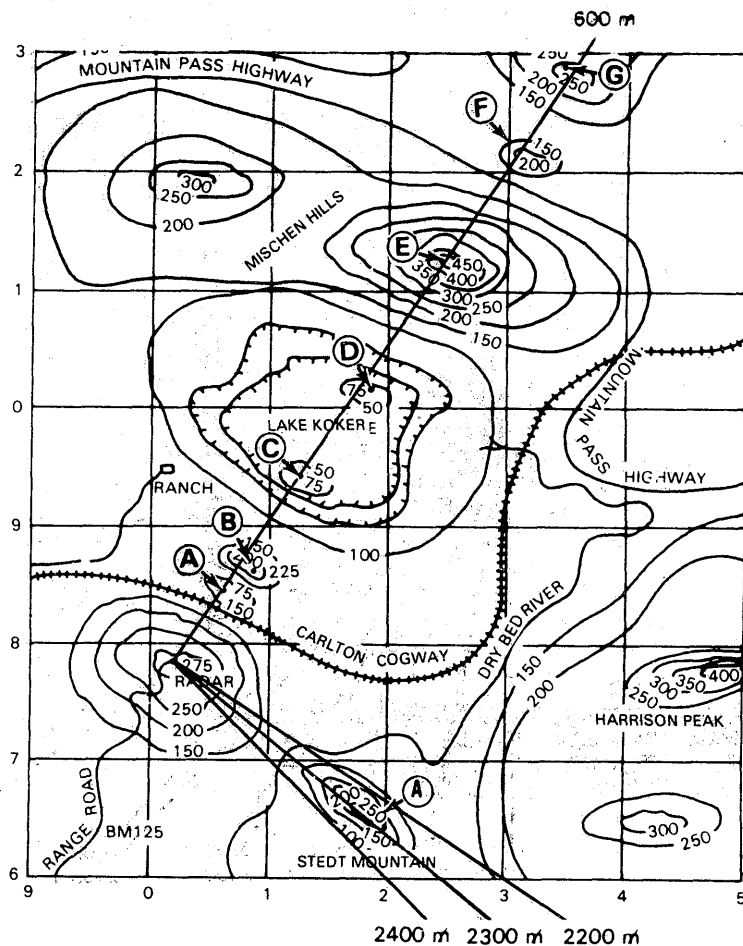 600 m
3
150
250
MOUNTAIN PASS HIGHWAY
200
250
G
150
F
150
2
200
300
250
200
MISCHEN HILLS
E
450
350
400
300
250
1
200
150
D
MOUNTAIN
75
50
0
LAKE KOKERE
C
PASS
50
HIGHWAY
RANCH
75
B
9
150
100
A
225
75
150
CARLTON COGWAY
DRY BED RIVER
8
150
275
400
RADAR
200
350
300
250
250
200
HARRISON PEAK
150
7
RANGE ROAD
250
A
BM125
100
150
300
250
STEDT MOUNTAIN
6
9 0 1 2 3 4 5
2400 m 2300 m 2200 m